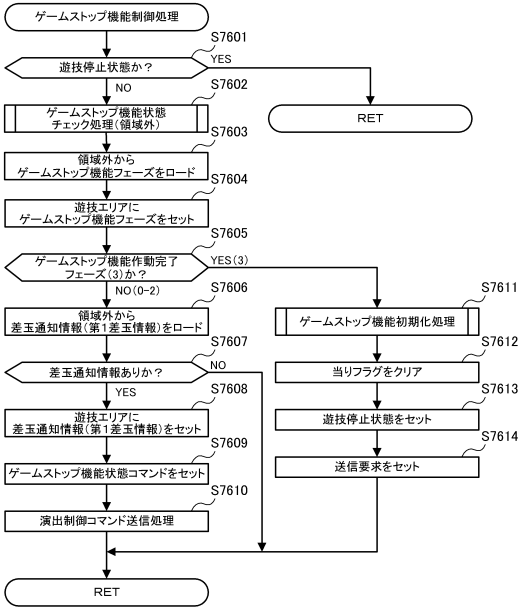 ゲームストップ機能制御処理
S7601
遊技停止状態か？
YES
NO
RET
S7602
ゲームストップ機能状態
チェック処理(領域外)
S7603
領域外から
ゲームストップ機能フェーズをロード
S7604
遊技エリアに
ゲームストップ機能フェーズをセット
S7605
ゲームストップ機能作動完了
フェーズ(3)か？
YES(3)
NO(0-2)
S7606
領域外から
差玉通知情報(第1差玉情報)をロード
S7607
差玉通知情報ありか？
NO
YES
S7608
遊技エリアに
差玉通知情報(第1差玉情報)をセット
S7609
ゲームストップ機能状態コマンドをセット
S7610
演出制御コマンド送信処理
S7611
ゲームストップ機能初期化処理
S7612
当りフラグをクリア
S7613
遊技停止状態をセット
S7614
送信要求をセット
RET